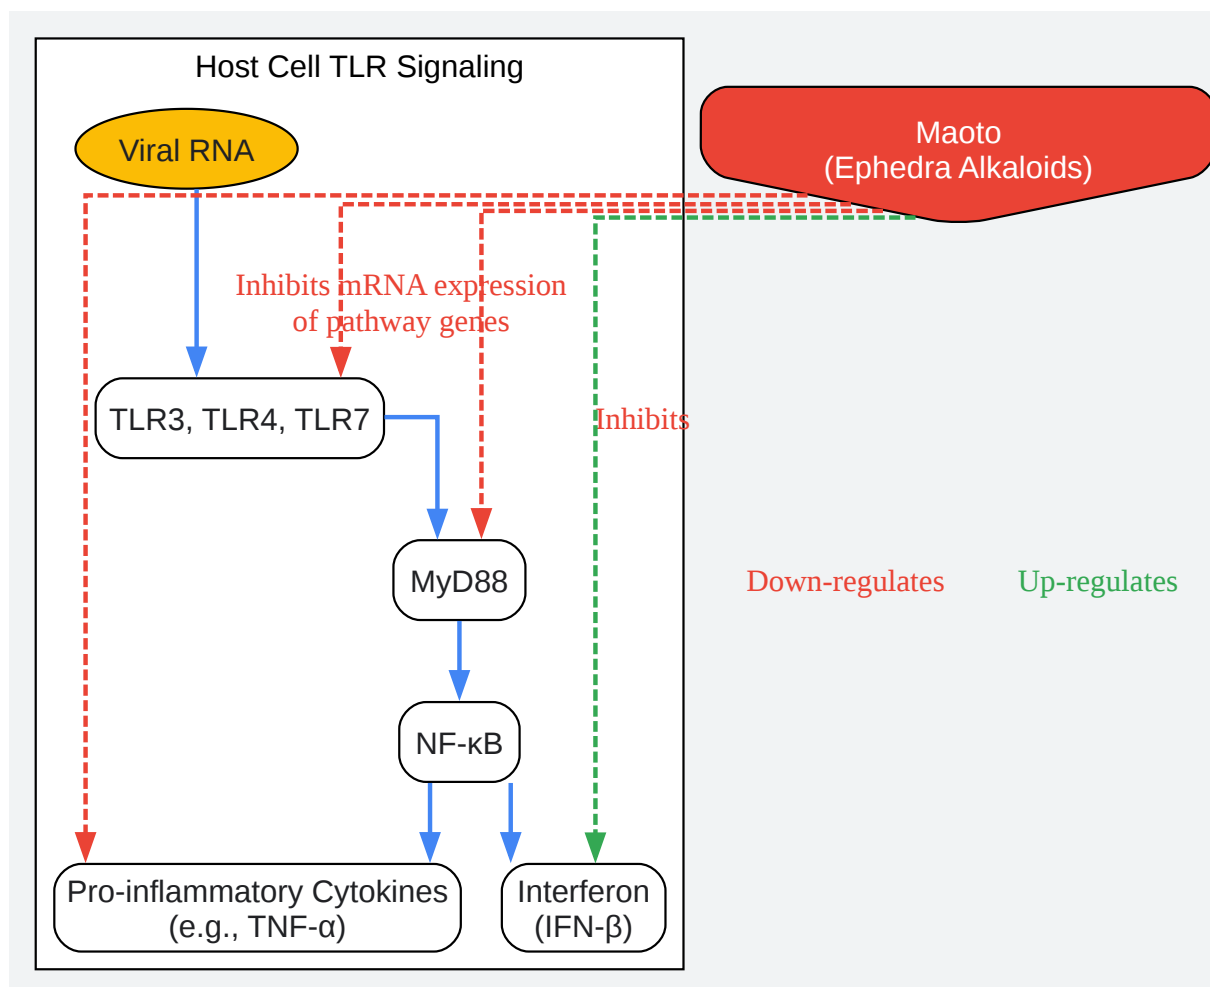 Host Cell TLR Signaling
Maoto
(Ephedra Alkaloids)
Viral RNA
Inhibits mRNA expression
of pathway genes
TLR3, TLR4, TLR7
Inhibits
MyD88
Down-regulates
Up-regulates
NF-κB
Pro-inflammatory Cytokines
(e.g., TNF-α)
Interferon
(IFN-β)